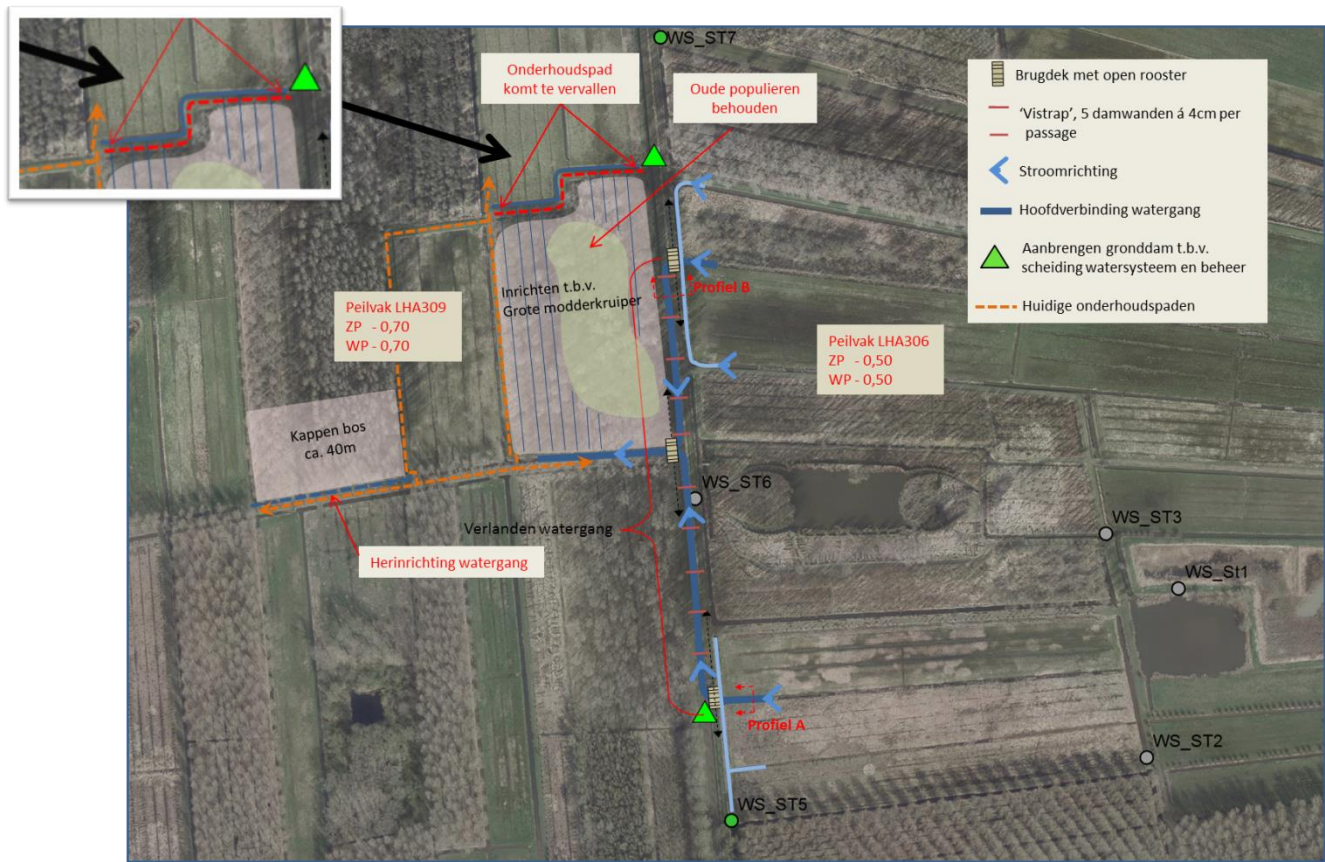 WS_ST7
Onderhoudspad
komt te vervallen
Oude populieren
behouden
Brugdek met open rooster
'Vistrap', 5 damwanden á 4cm per
passage
Stroomrichting
Hoofdverbinding watergang
Aanbrengen gronddam t.b.v.
scheiding watersysteem en beheer
Huidige onderhoudspaden
Inrichten t.b.v.
Grote modderkruiper
Profiel B
Peilvak LHA309
ZP - 0,70
WP - 0,70
Peilvak LHA306
ZP - 0,50
WP - 0,50
Kappen bos
ca. 40m
WS_ST6
Verlanden watergang
WS_ST3
Herinrichting watergang
WS_St1
Profiel A
WS_ST2
WS_ST5